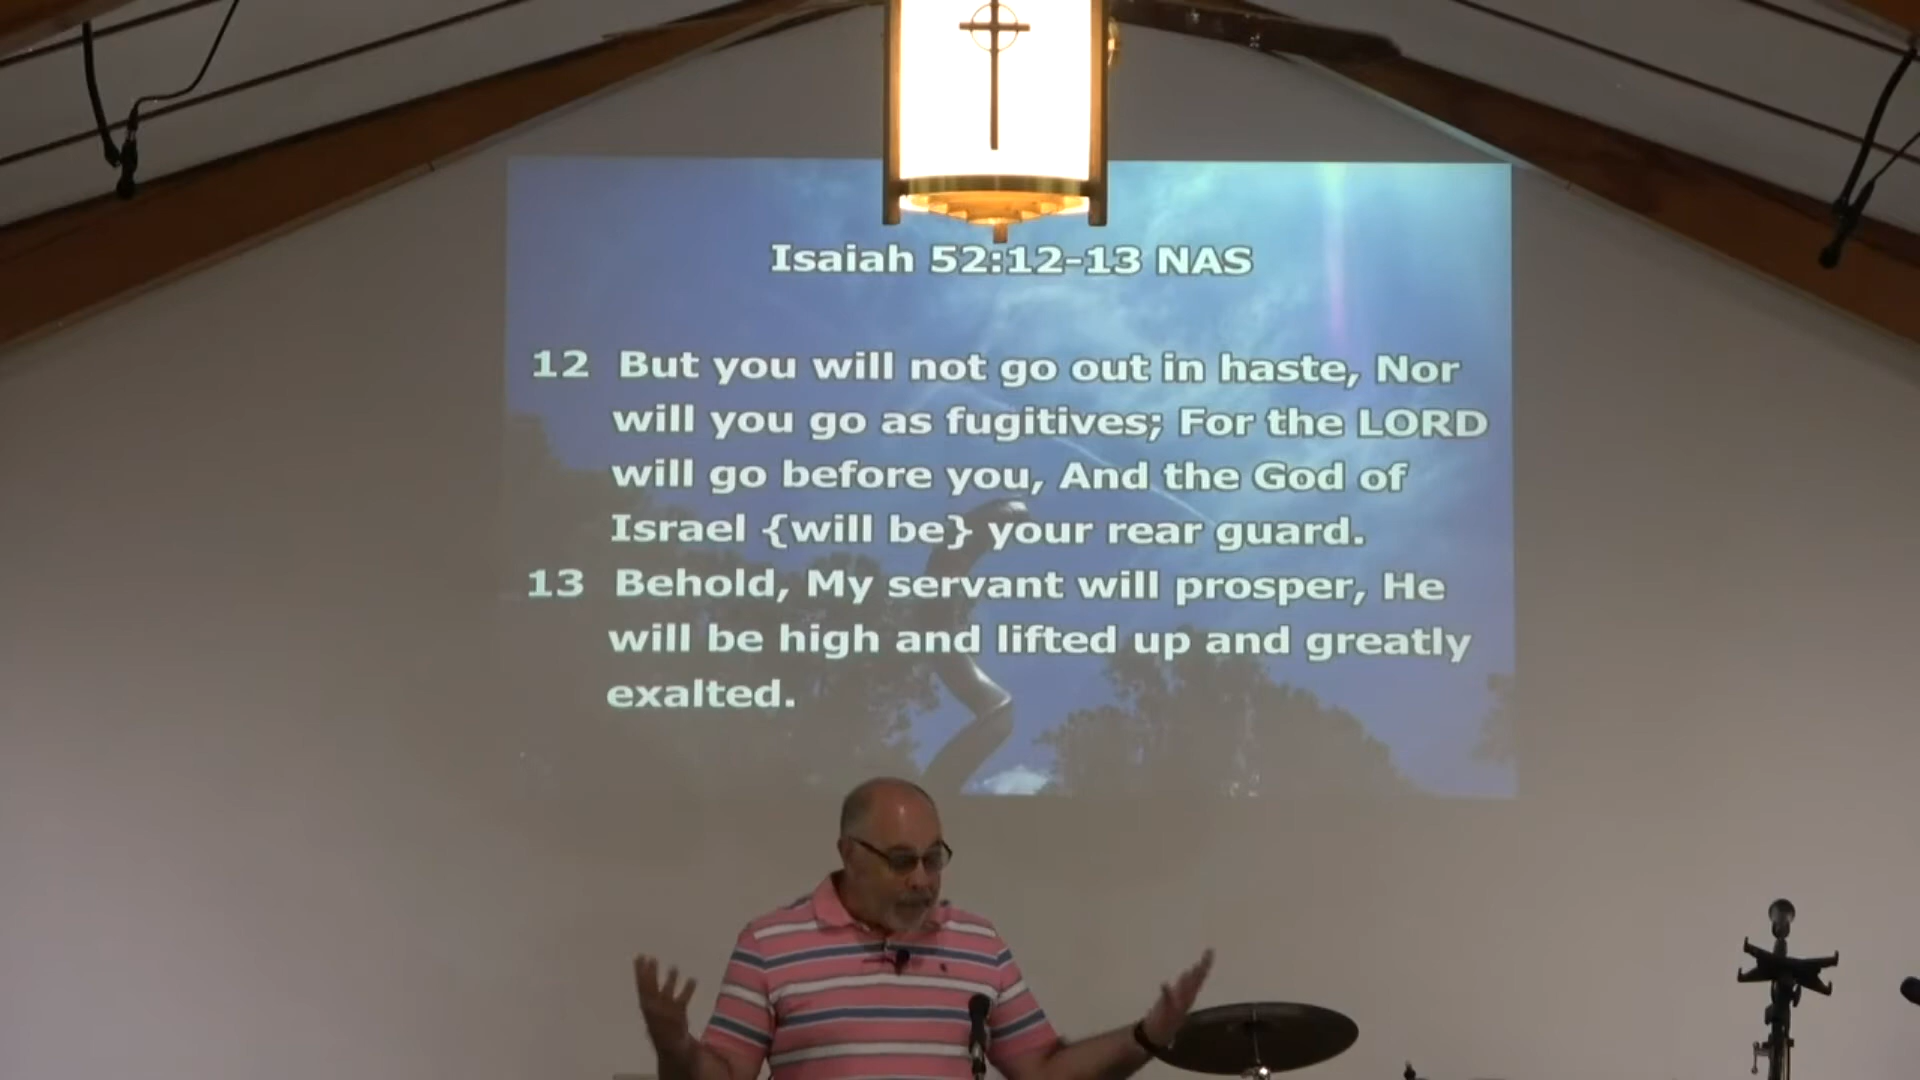 Isaiah 52:12-13 NAS
12 But you will not go out in haste, Nor
will you go as fugitives; For the LORD
will go before you, And the God of
Israel {will be} your rear guard.
13 Behold, My servant will prosper, He
will be high and lifted up and greatly
exalted.